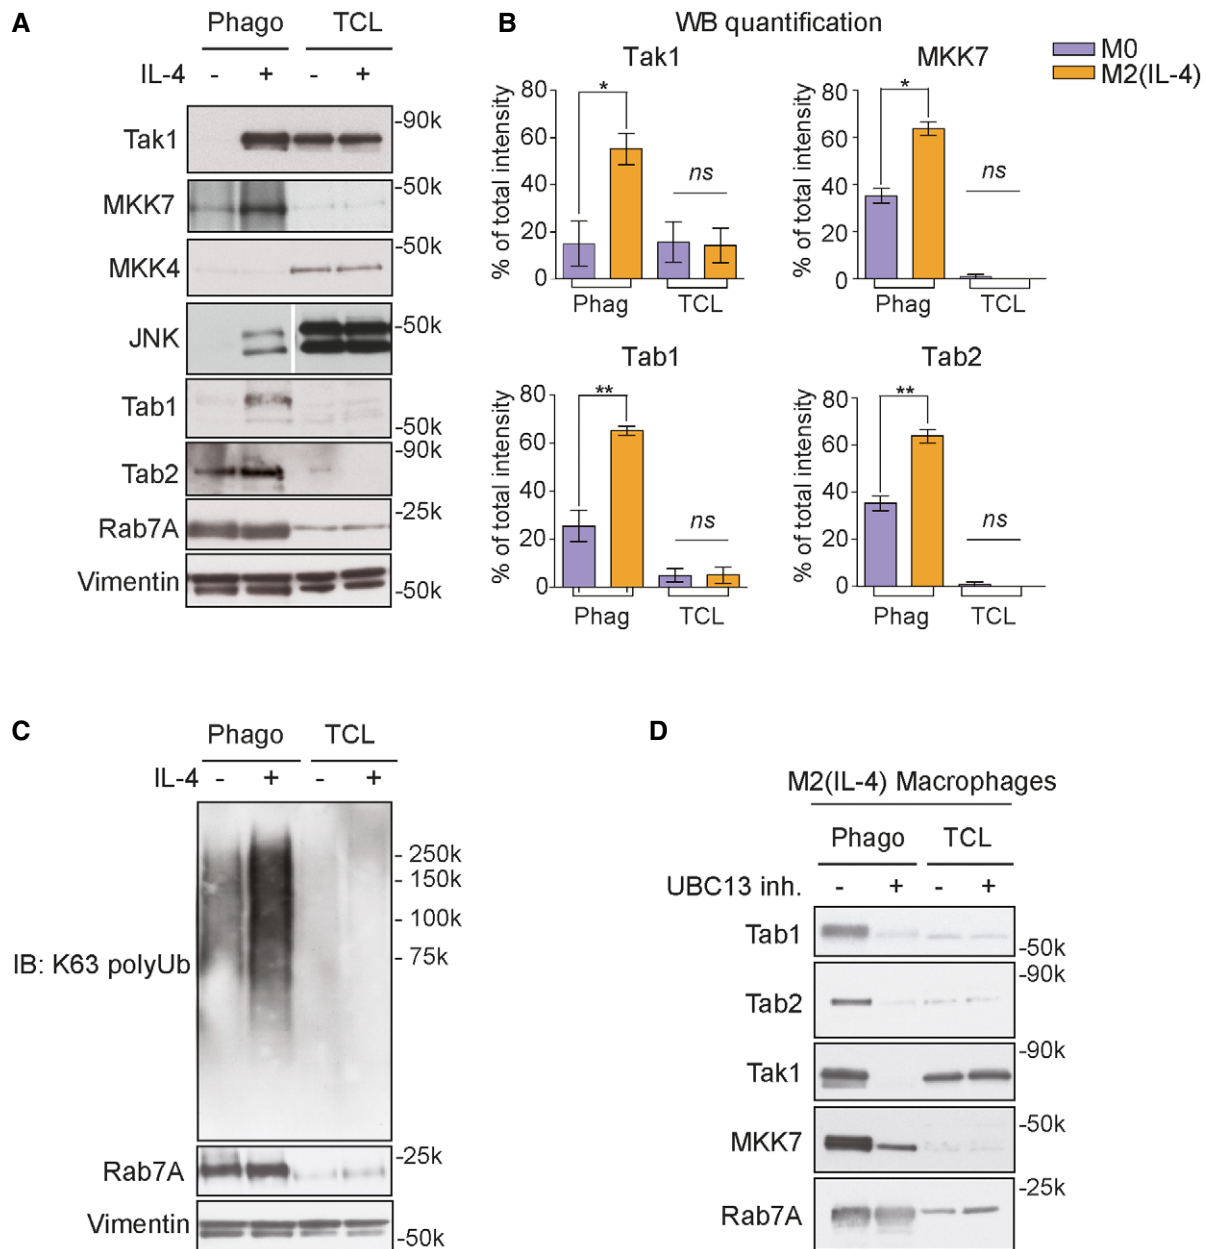 A
Phago TCL
IL-4 - + - +
Tak1 -90k
MKK7 -50k
MKK4 -50k
JNK -50k
Tab1 -50k
Tab2 -90k
Rab7A -25k
Vimentin -50k
B
WB quantification
M0
M2(IL-4)
Tak1
% of total intensity
80
60
40
20
0
*
ns
Phag TCL
MKK7
% of total intensity
80
60
40
20
0
*
ns
Phag TCL
Tab1
% of total intensity
80
60
40
20
0
**
ns
Phag TCL
Tab2
% of total intensity
80
60
40
20
0
**
ns
Phag TCL
C
Phago TCL
IL-4 - + - +
IB: K63 polyUb
- 250k
- 150k
- 100k
- 75k
Rab7A -25k
Vimentin -50k
D
M2(IL-4) Macrophages
Phago TCL
UBC13 inh. - + - +
Tab1 -50k
Tab2 -90k
Tak1 -90k
MKK7 -50k
Rab7A -25k